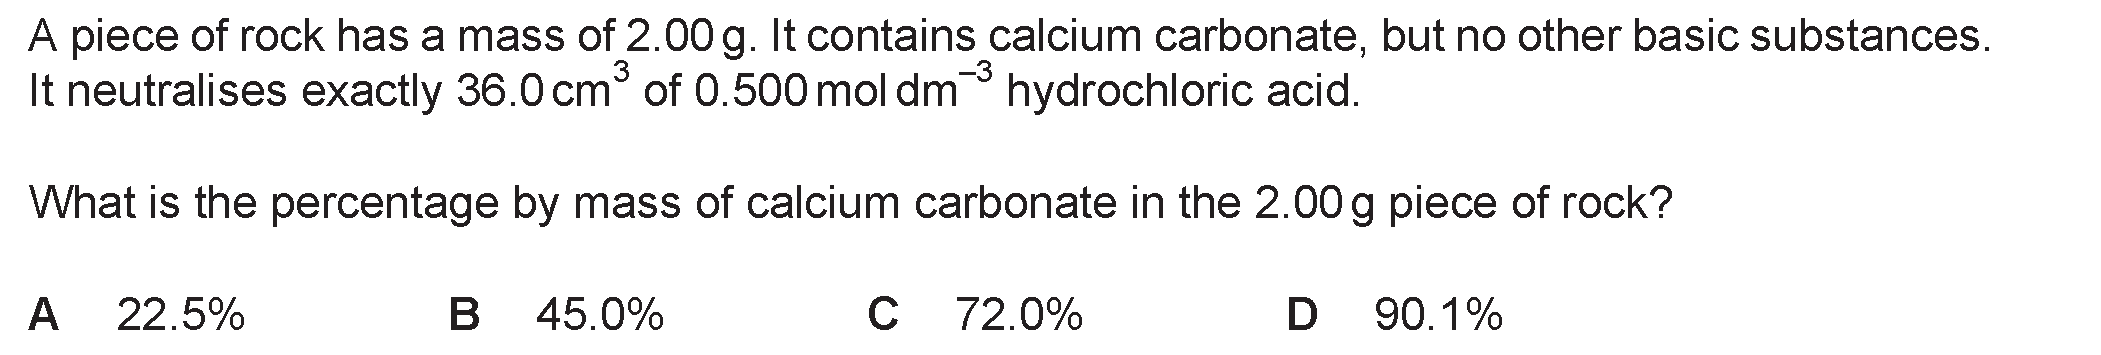 A piece of rock has a mass of 2.00 g. It contains calcium carbonate, but no other basic substances.
It neutralises exactly 36.0 cm³ of 0.500 mol dm⁻³ hydrochloric acid.
What is the percentage by mass of calcium carbonate in the 2.00 g piece of rock?
A 22.5% B 45.0% C 72.0% D 90.1%